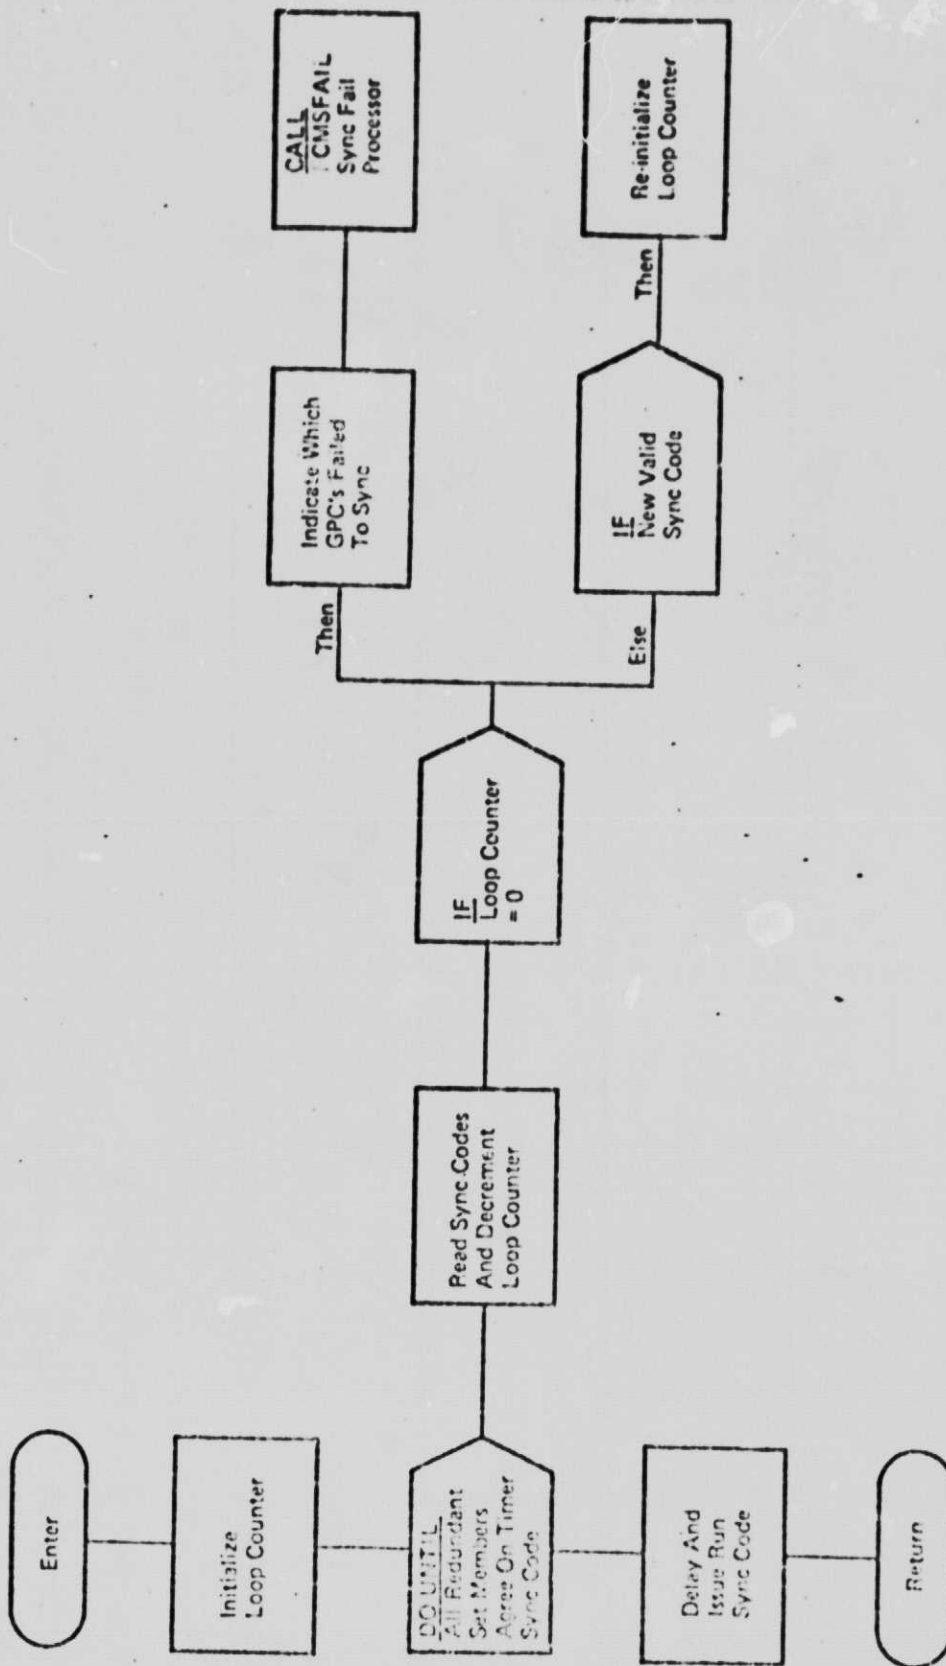 Enter
Initialize
Loop Counter
DO UNTIL
All Redundant
Set Members
Agree On Timer
Sync Code
Read Sync Codes
And Decrement
Loop Counter
IF
Loop Counter
= 0
Then
Indicate Which
GPC's Failed
To Sync
CALL
CMSFAIL
Sync Fail
Processor
Else
IF
New Valid
Sync Code
Then
Re-initialize
Loop Counter
Delay And
Issue Run
Sync Code
Return